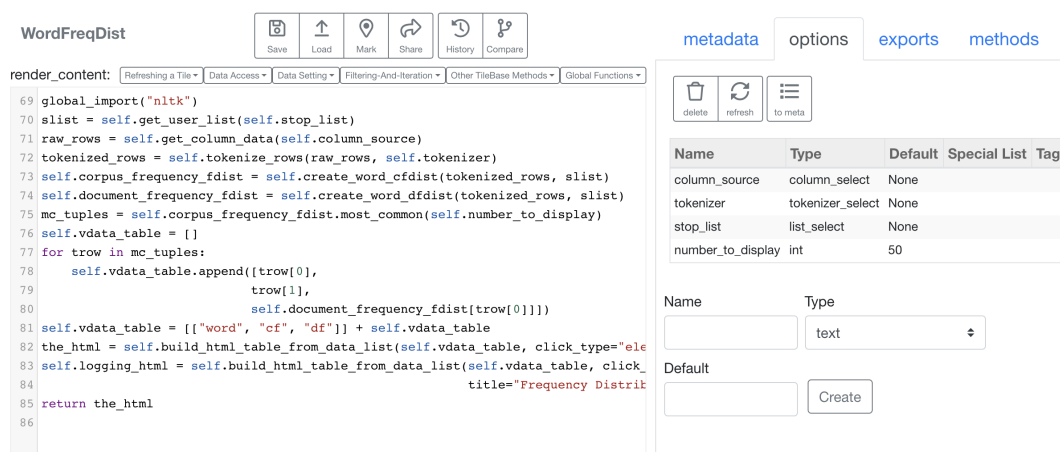 WordFreqDist
Save Load Mark Share History Compare
render_content: Refreshing a Tile Data Access Data Setting Filtering-And-Iteration Other TileBase Methods Global Functions
69 global_import("nltk")
70 slist = self.get_user_list(self.stop_list)
71 raw_rows = self.get_column_data(self.column_source)
72 tokenized_rows = self.tokenize_rows(raw_rows, self.tokenizer)
73 self.corpus_frequency_fdist = self.create_word_cfdist(tokenized_rows, slist)
74 self.document_frequency_fdist = self.create_word_dfdist(tokenized_rows, slist)
75 mc_tuples = self.corpus_frequency_fdist.most_common(self.number_to_display)
76 self.vdata_table = []
77 for trow in mc_tuples:
78     self.vdata_table.append([trow[0],
79                              trow[1],
80                              self.document_frequency_fdist[trow[0]]])
81 self.vdata_table = [["word", "cf", "df"]] + self.vdata_table
82 the_html = self.build_html_table_from_data_list(self.vdata_table, click_type="ele
83 self.logging_html = self.build_html_table_from_data_list(self.vdata_table, click_
84                                                          title="Frequency Distrib
85 return the_html
86
metadata options exports methods
delete refresh to meta
Name Type Default Special List Tag
column_source column_select None
tokenizer tokenizer_select None
stop_list list_select None
number_to_display int 50
Name Type
text
Default
Create